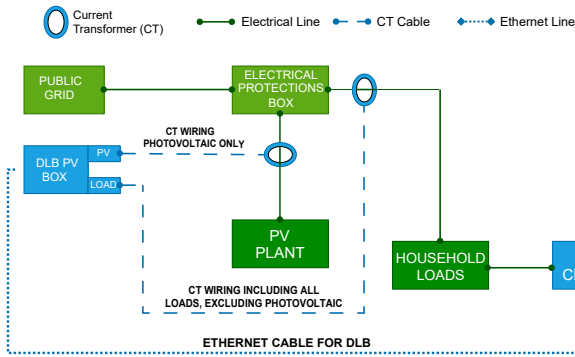 Current
Transformer (CT)
Electrical Line
CT Cable
Ethernet Line
PUBLIC
GRID
ELECTRICAL
PROTECTIONS
BOX
CT WIRING
PHOTOVOLTAIC ONLY
DLB PV
BOX
PV
LOAD
PV
PLANT
HOUSEHOLD
LOADS
CT WIRING INCLUDING ALL
LOADS, EXCLUDING PHOTOVOLTAIC
ETHERNET CABLE FOR DLB